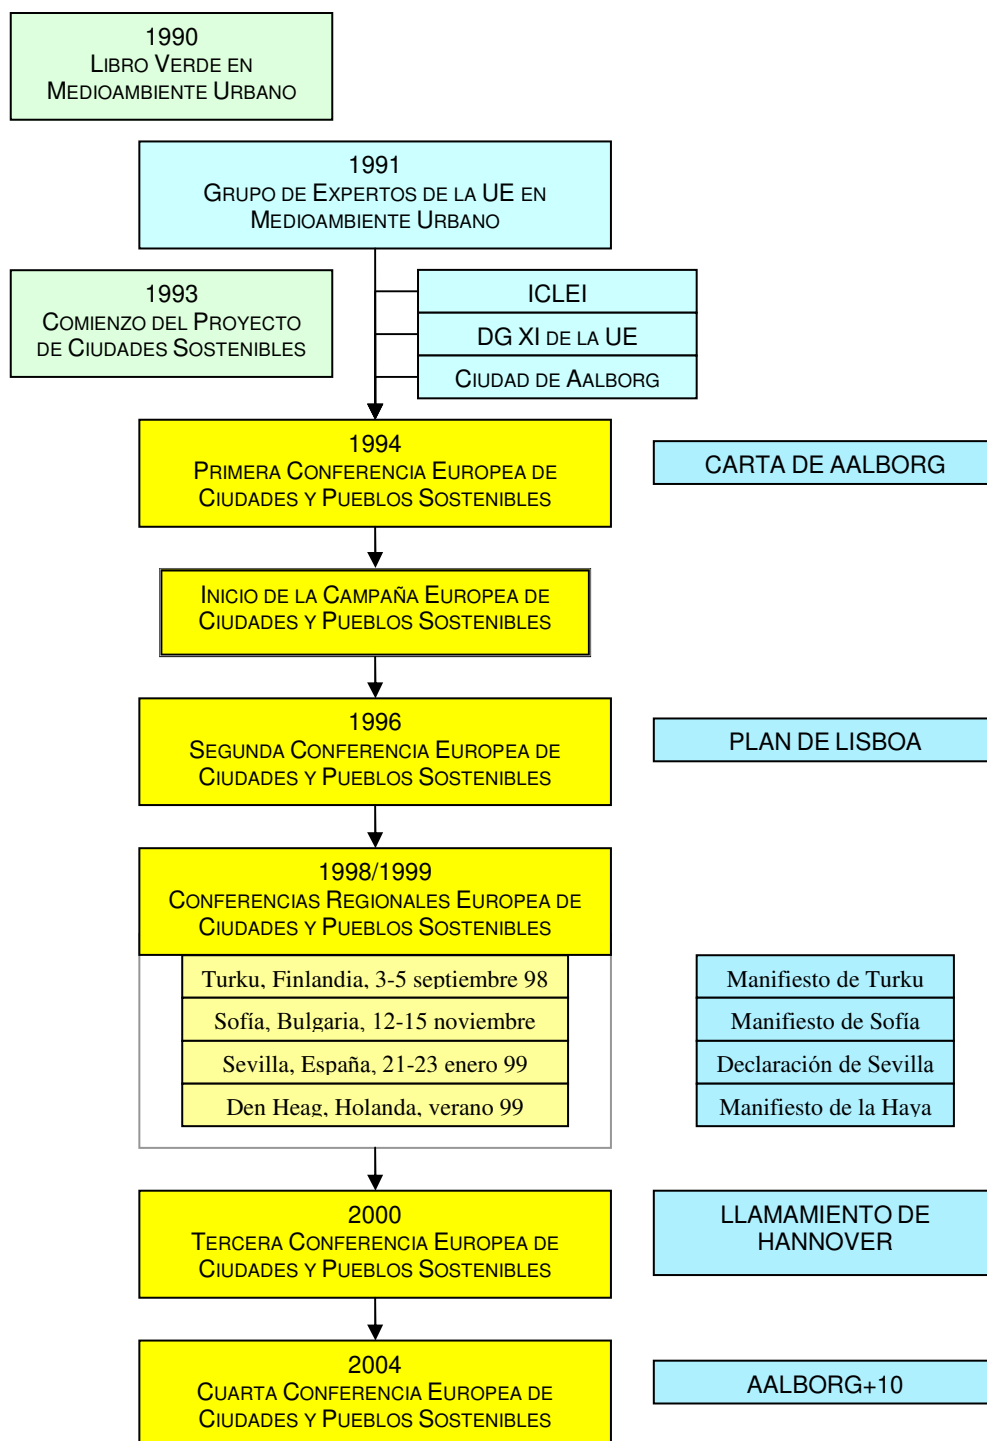 1990
LIBRO VERDE EN
MEDIOAMBIENTE URBANO
1991
GRUPO DE EXPERTOS DE LA UE EN
MEDIOAMBIENTE URBANO
1993
COMIENZO DEL PROYECTO
DE CIUDADES SOSTENIBLES
ICLEI
DG XI DE LA UE
CIUDAD DE AALBORG
1994
PRIMERA CONFERENCIA EUROPEA DE
CIUDADES Y PUEBLOS SOSTENIBLES
CARTA DE AALBORG
INICIO DE LA CAMPAÑA EUROPEA DE
CIUDADES Y PUEBLOS SOSTENIBLES
1996
SEGUNDA CONFERENCIA EUROPEA DE
CIUDADES Y PUEBLOS SOSTENIBLES
PLAN DE LISBOA
1998/1999
CONFERENCIAS REGIONALES EUROPEA DE
CIUDADES Y PUEBLOS SOSTENIBLES
Turku, Finlandia, 3-5 septiembre 98
Manifiesto de Turku
Sofía, Bulgaria, 12-15 noviembre
Manifiesto de Sofía
Sevilla, España, 21-23 enero 99
Declaración de Sevilla
Den Heag, Holanda, verano 99
Manifiesto de la Haya
2000
TERCERA CONFERENCIA EUROPEA DE
CIUDADES Y PUEBLOS SOSTENIBLES
LLAMAMIENTO DE
HANNOVER
2004
CUARTA CONFERENCIA EUROPEA DE
CIUDADES Y PUEBLOS SOSTENIBLES
AALBORG+10